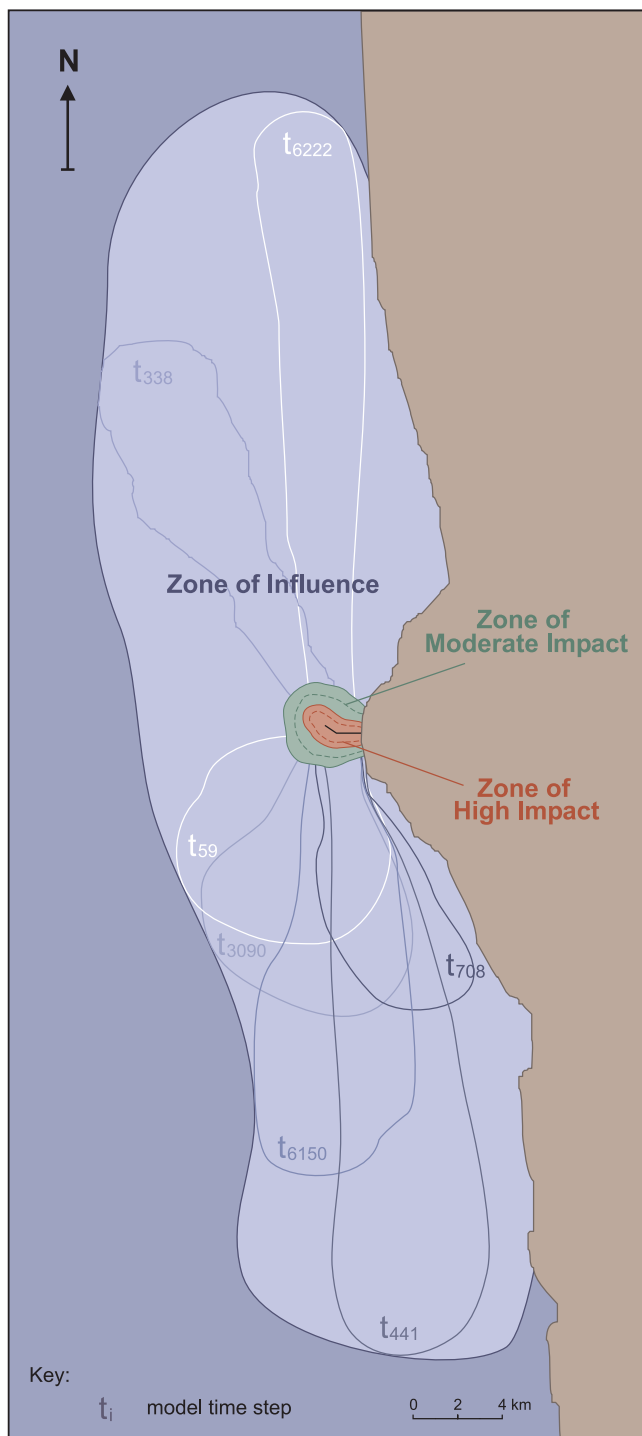 N
t6222
t338
Zone of Influence
Zone of
Moderate Impact
Zone of
High Impact
t59
t3090
t708
t6150
t441
Key:
ti model time step
0 2 4 km